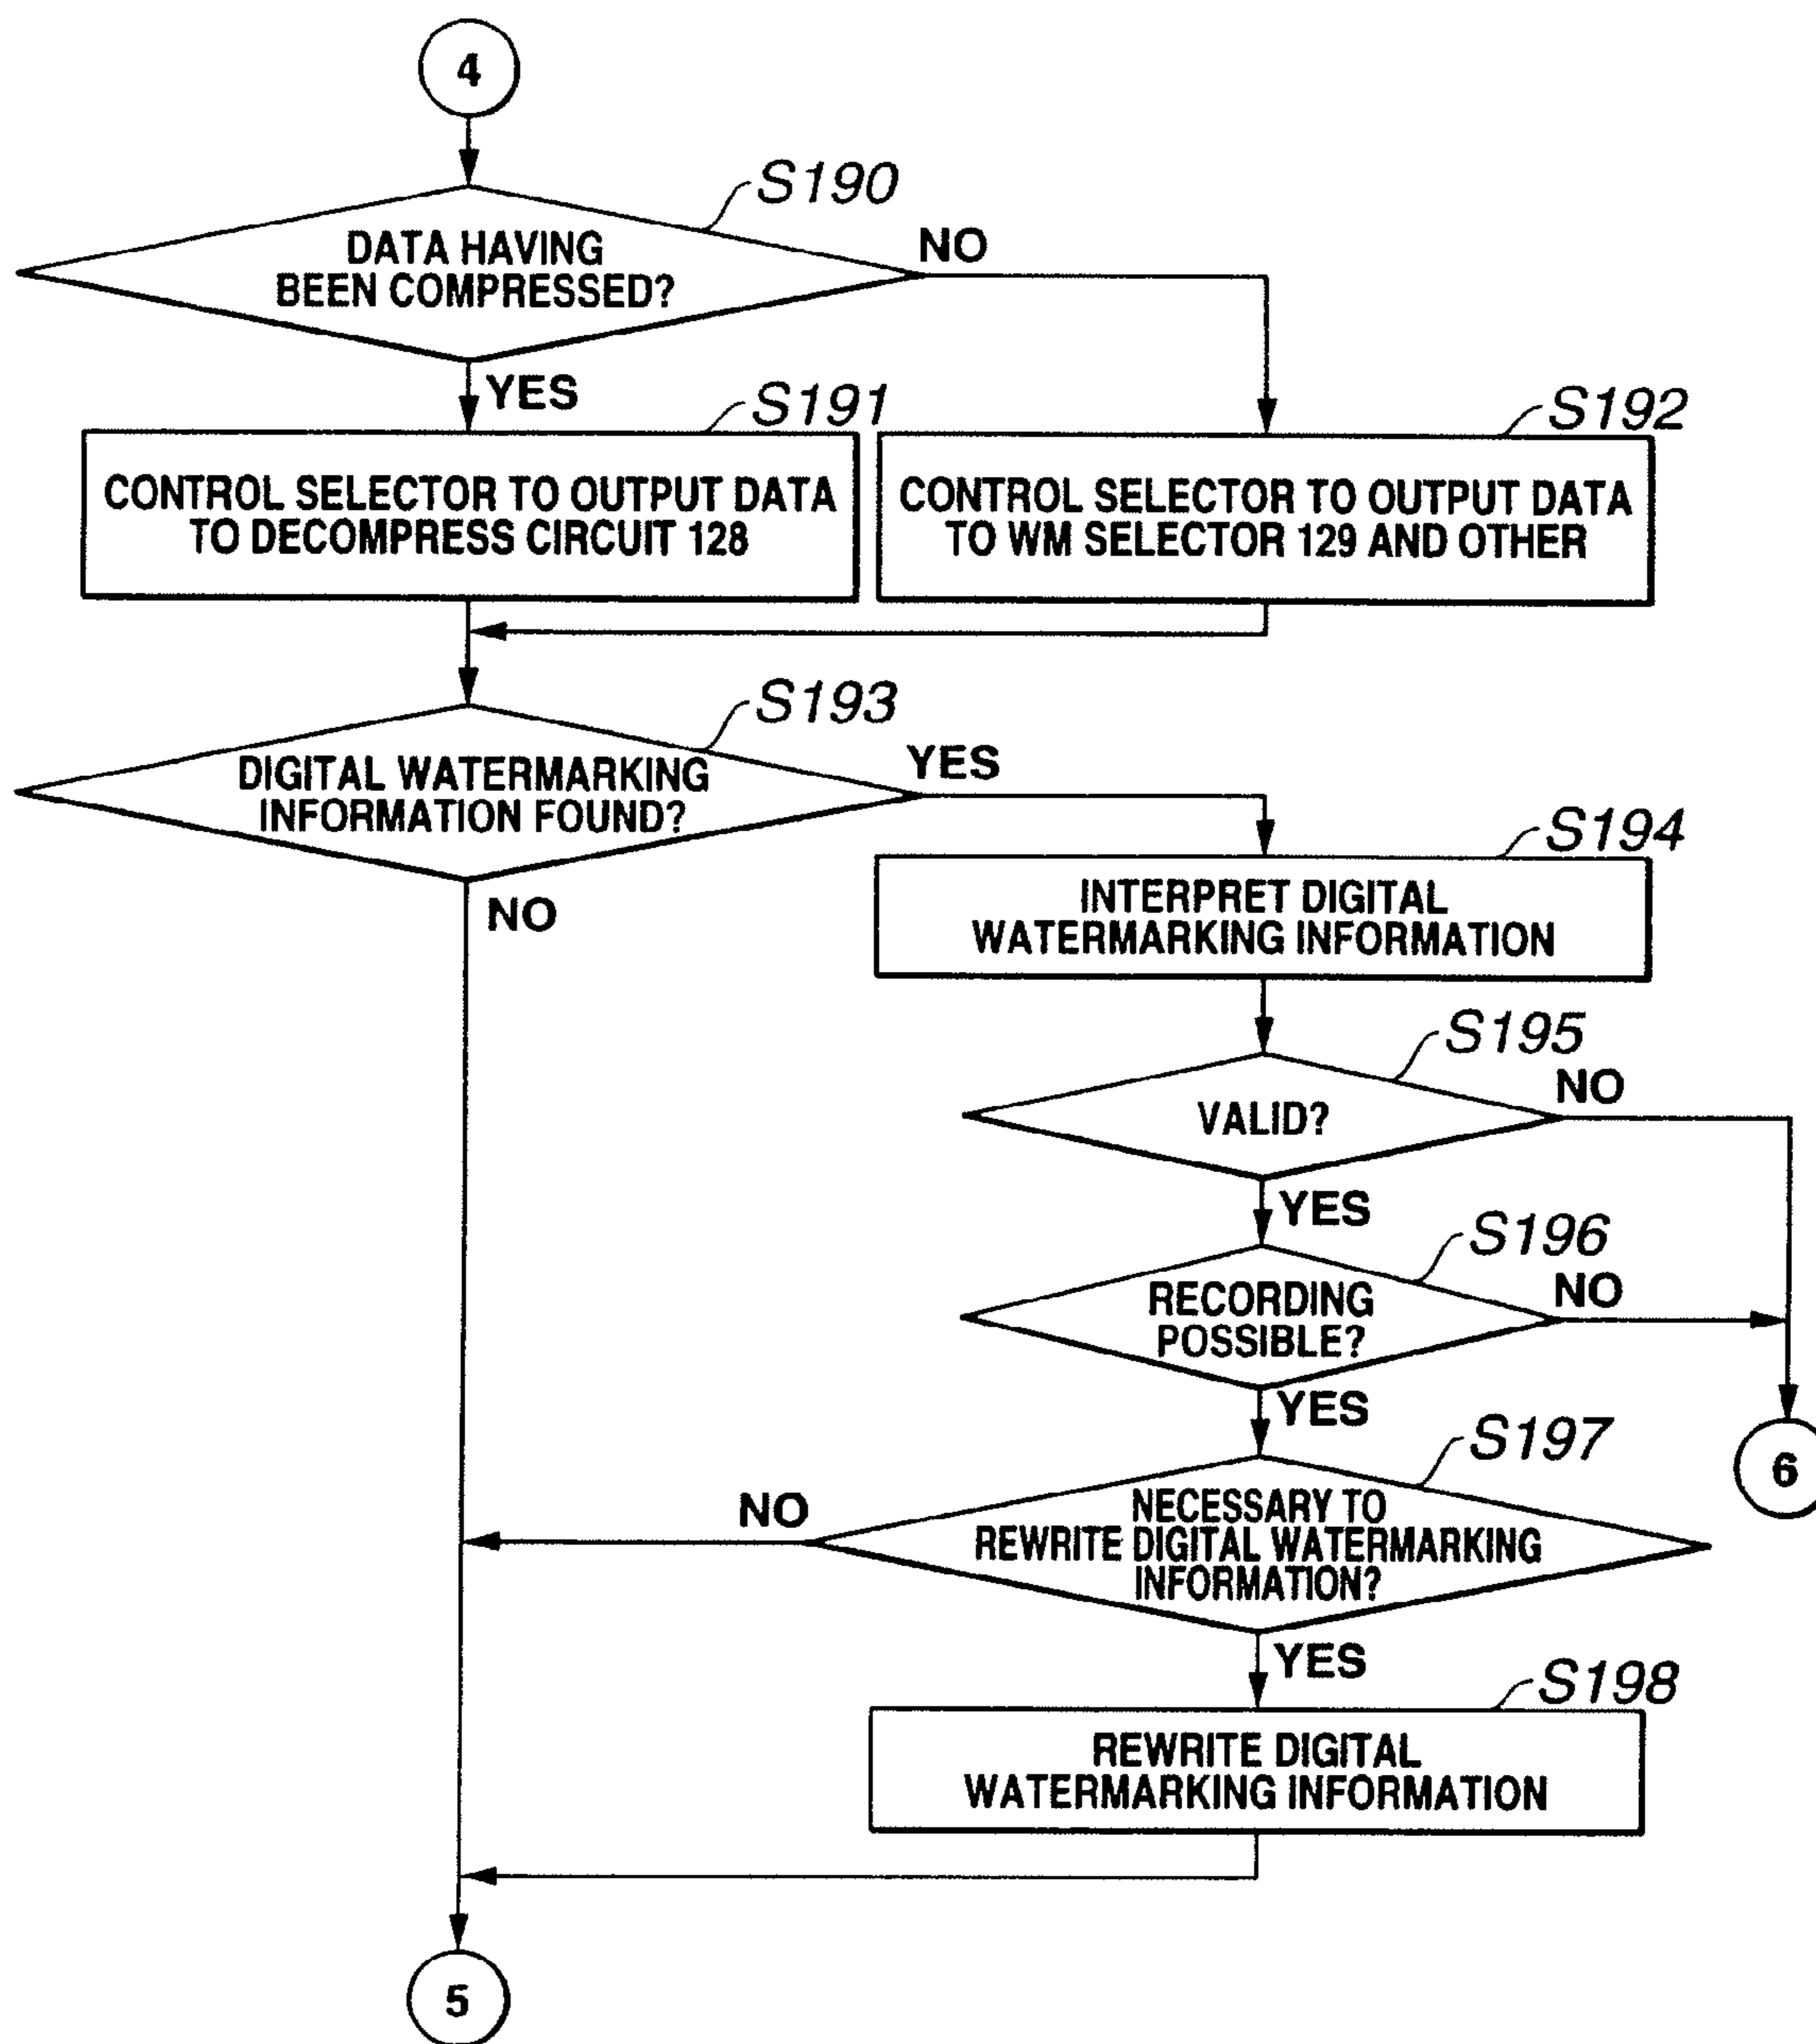 4
S190
DATA HAVING
BEEN COMPRESSED?
NO
YES
S191
CONTROL SELECTOR TO OUTPUT DATA
TO DECOMPRESS CIRCUIT 128
S192
CONTROL SELECTOR TO OUTPUT DATA
TO WM SELECTOR 129 AND OTHER
S193
DIGITAL WATERMARKING
INFORMATION FOUND?
YES
NO
S194
INTERPRET DIGITAL
WATERMARKING INFORMATION
S195
VALID?
NO
YES
S196
RECORDING
POSSIBLE?
NO
YES
6
S197
NECESSARY TO
REWRITE DIGITAL WATERMARKING
INFORMATION?
NO
YES
S198
REWRITE DIGITAL
WATERMARKING INFORMATION
5